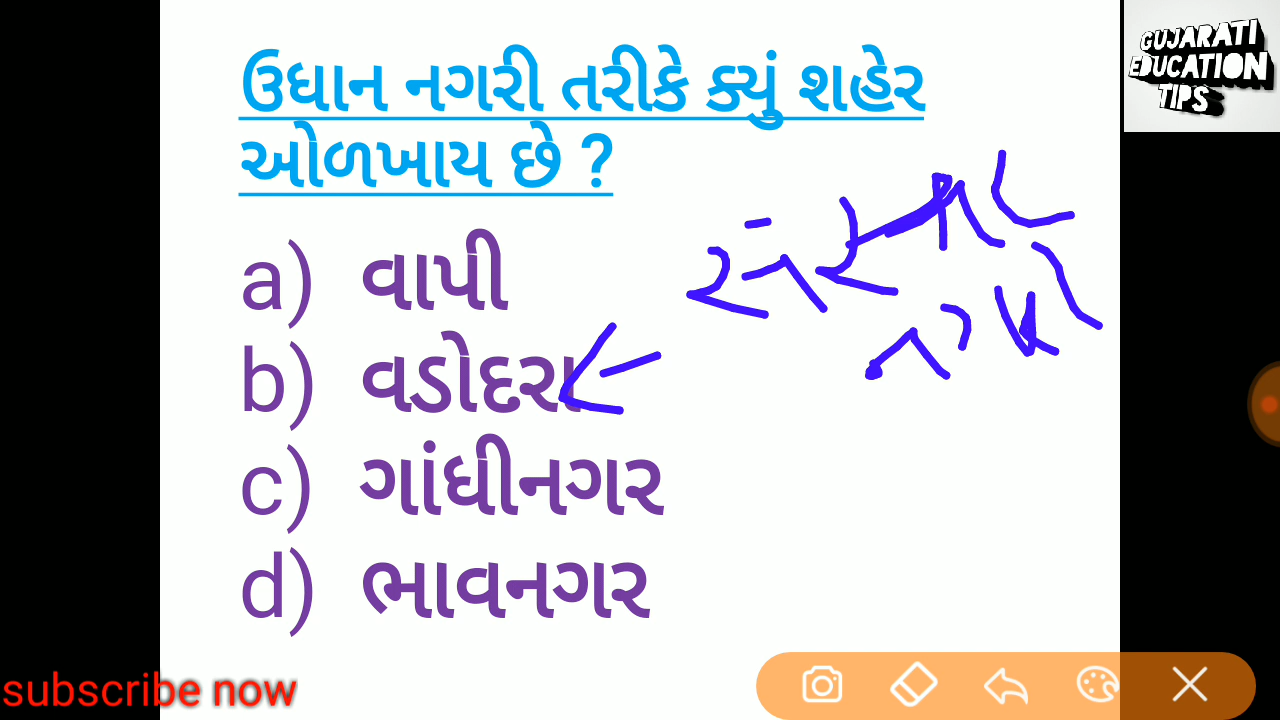 ઉધાન નગરી તરીકે ક્યું શહેર
ઓળખાય છે ?
a) વાપી
b) વડોદરા
c) ગાંધીનગર
d) ભાવનગર
GUJARATI
EDUCATION
TIPS
subscribe now